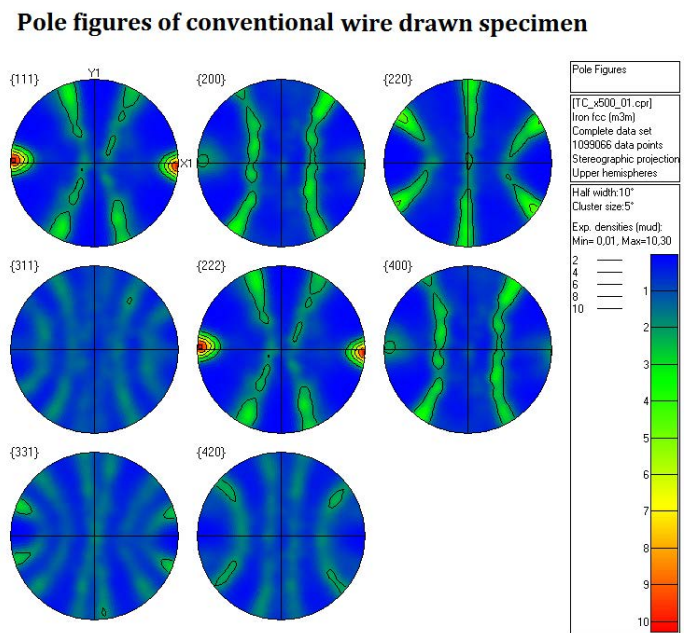 Pole figures of conventional wire drawn specimen
{111}
Y1
X1
{200}
{220}
{311}
{222}
{400}
{331}
{420}
Pole Figures
[TC_x500_01.cpr]
Iron fcc (m3m)
Complete data set
1099066 data points
Stereographic projection
Upper hemispheres
Half width:10°
Cluster size:5°
Exp. densities (mud):
Min= 0,01, Max=10,30
2
4
6
8
10
1
2
3
4
5
6
7
8
9
10